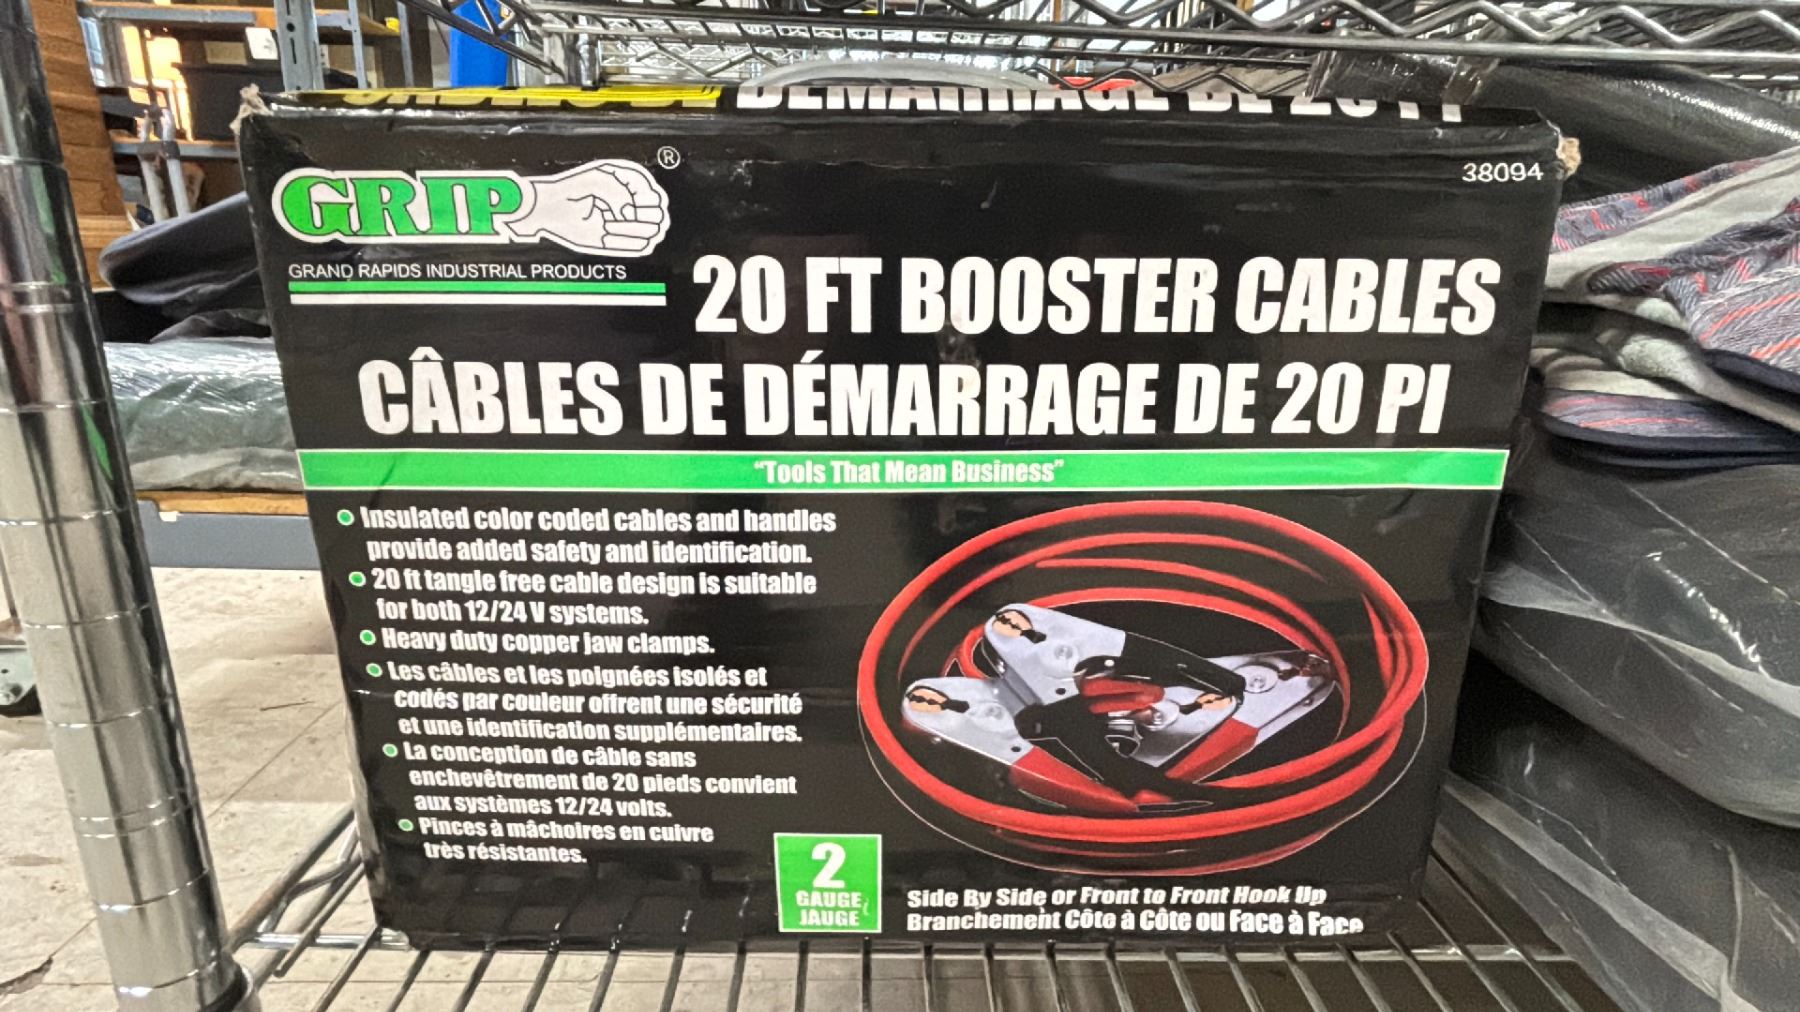 DÉMARRAGE DE 20 PI
38094
GRIP®
GRAND RAPIDS INDUSTRIAL PRODUCTS
20 FT BOOSTER CABLES
CÂBLES DE DÉMARRAGE DE 20 PI
“Tools That Mean Business”
Insulated color coded cables and handles
provide added safety and identification.
20 ft tangle free cable design is suitable
for both 12/24 V systems.
Heavy duty copper jaw clamps.
Les câbles et les poignées isolés et
codés par couleur offrent une sécurité
et une identification supplémentaires.
La conception de câble sans
enchevêtrement de 20 pieds convient
aux systèmes 12/24 volts.
Pinces à mâchoires en cuivre
très résistantes.
2
GAUGE
JAUGE
Side By Side or Front to Front Hook Up
Branchement Côte à Côte ou Face à Face